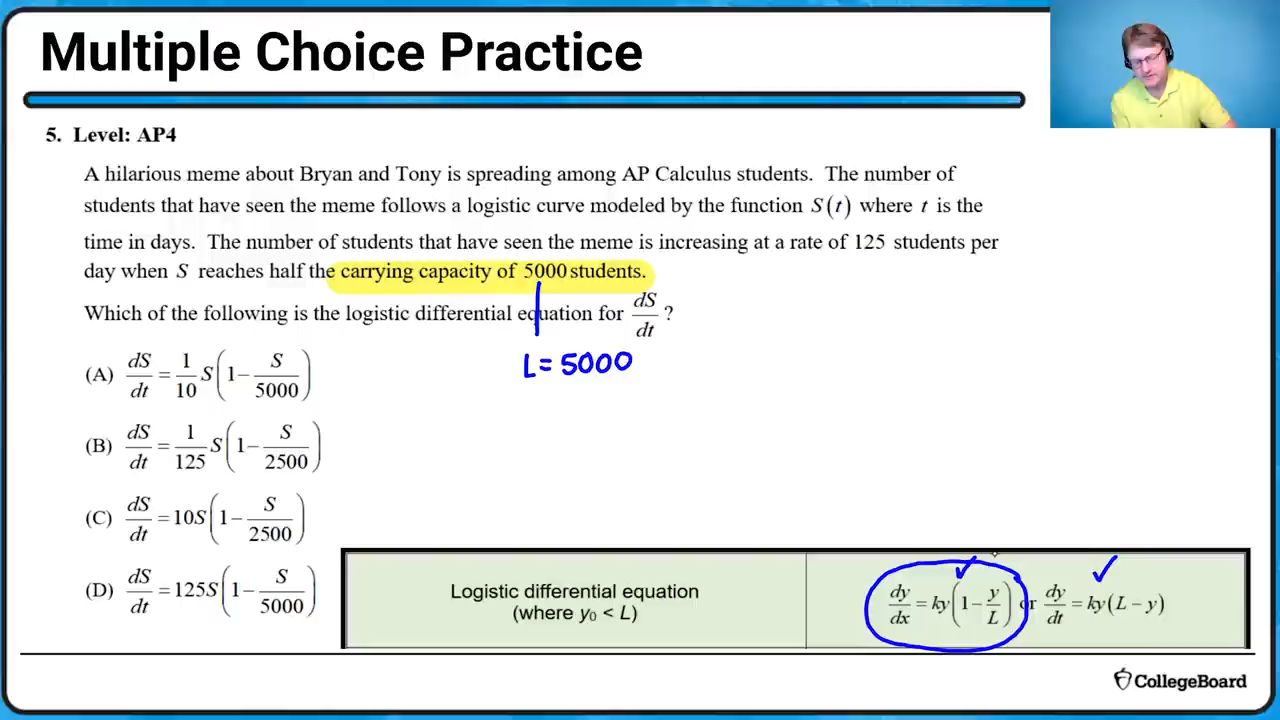 Multiple Choice Practice
5. Level: AP4
A hilarious meme about Bryan and Tony is spreading among AP Calculus students. The number of
students that have seen the meme follows a logistic curve modeled by the function S(t) where t is the
time in days. The number of students that have seen the meme is increasing at a rate of 125 students per
day when S reaches half the carrying capacity of 5000 students.
Which of the following is the logistic differential equation for dS/dt ?
L = 5000
(A) dS/dt = 1/10 S(1 − S/5000)
(B) dS/dt = 1/125 S(1 − S/2500)
(C) dS/dt = 10S(1 − S/2500)
(D) dS/dt = 125S(1 − S/5000)
Logistic differential equation
(where y₀ < L)
dy/dx = ky(1 − y/L) or dy/dt = ky(L − y)
CollegeBoard